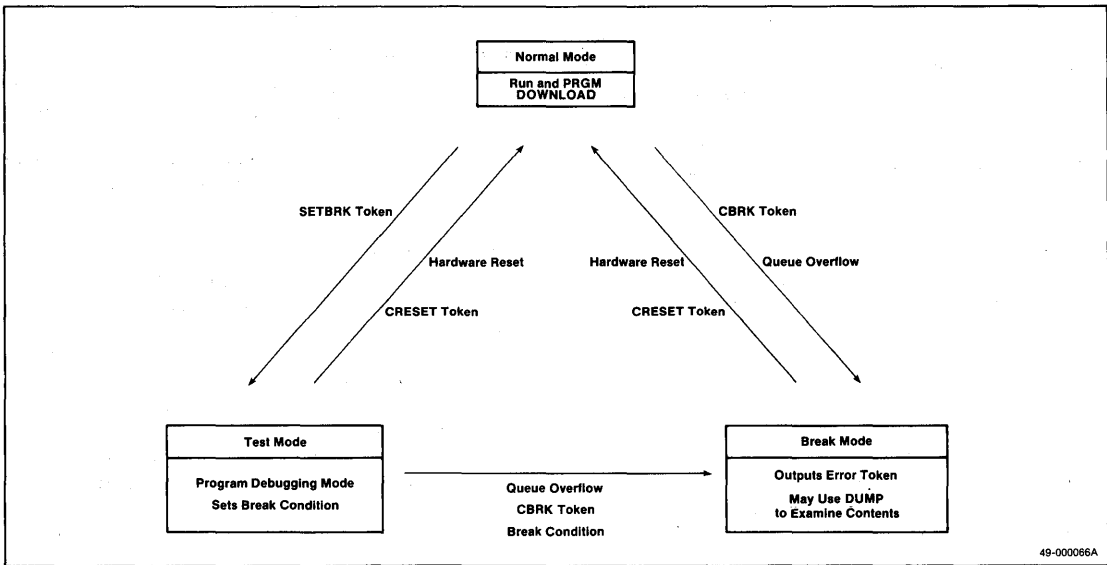 Normal Mode
Run and PRGM
DOWNLOAD
SETBRK Token
Hardware Reset
CRESET Token
Hardware Reset
CRESET Token
CBRK Token
Queue Overflow
Test Mode
Program Debugging Mode
Sets Break Condition
Queue Overflow
CBRK Token
Break Condition
Break Mode
Outputs Error Token
May Use DUMP
to Examine Contents
49-000066A